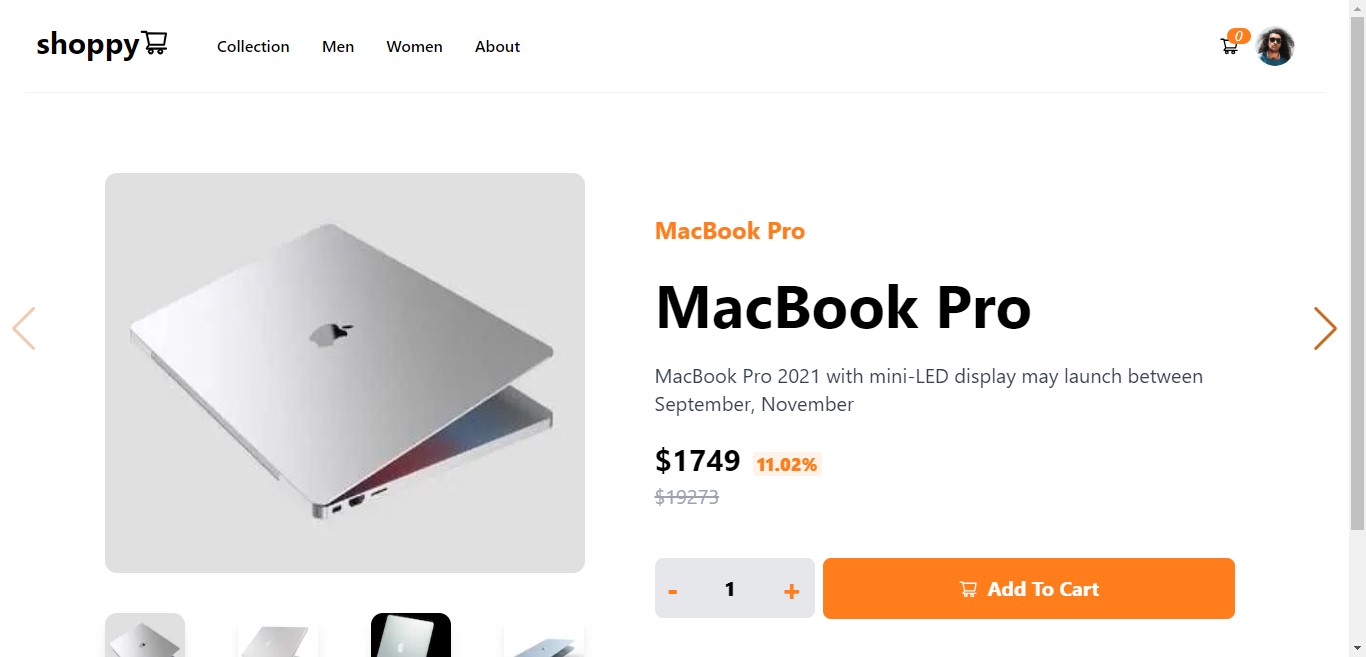 shoppy
Collection Men Women About
0
MacBook Pro
MacBook Pro
MacBook Pro 2021 with mini-LED display may launch between
September, November
$1749 11.02%
$19273
- 1 +
Add To Cart